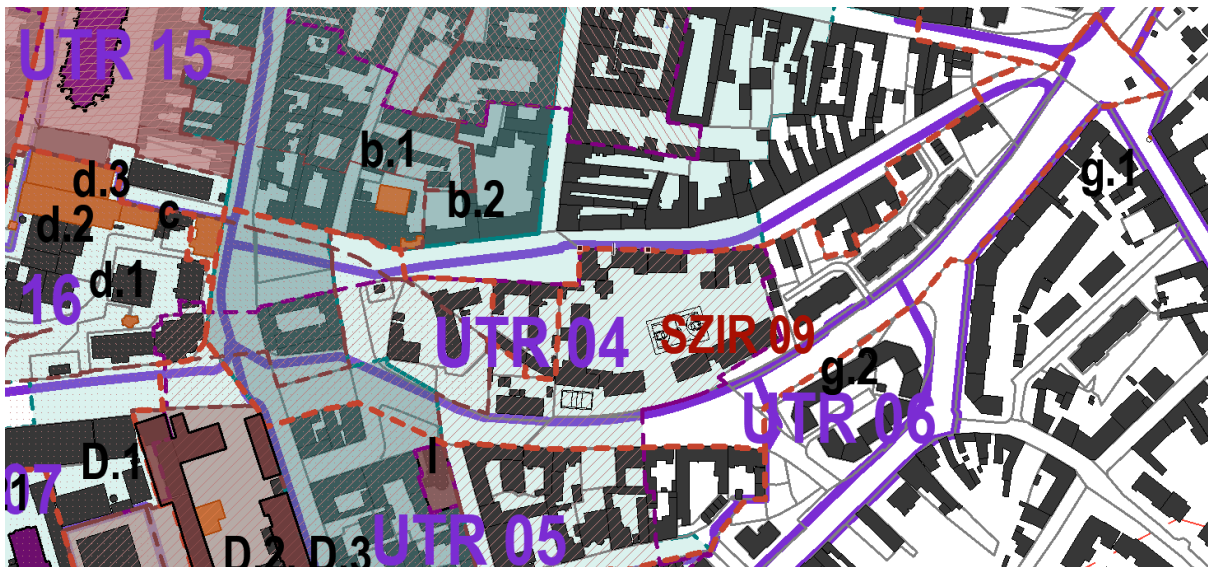 UTR 15
b.1
g.1
d.3
b.2
c
d.2
d.1
16
UTR 04
SZIR 09
g.2
UTR 06
D.1
I
07
1
UTR 05
D.2
D.3